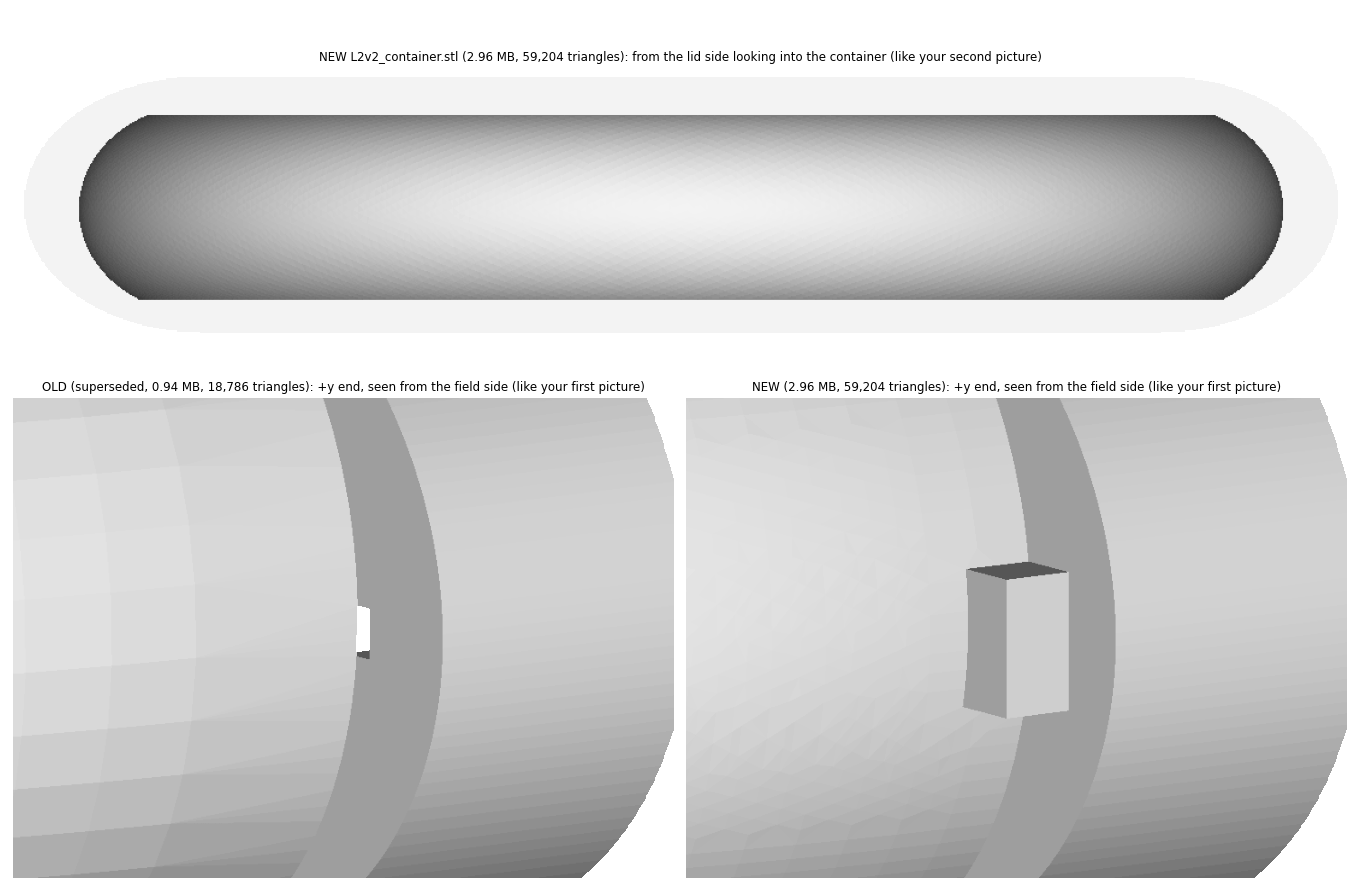 NEW L2v2_container.stl (2.96 MB, 59,204 triangles): from the lid side looking into the container (like your second picture)
OLD (superseded, 0.94 MB, 18,786 triangles): +y end, seen from the field side (like your first picture)
NEW (2.96 MB, 59,204 triangles): +y end, seen from the field side (like your first picture)